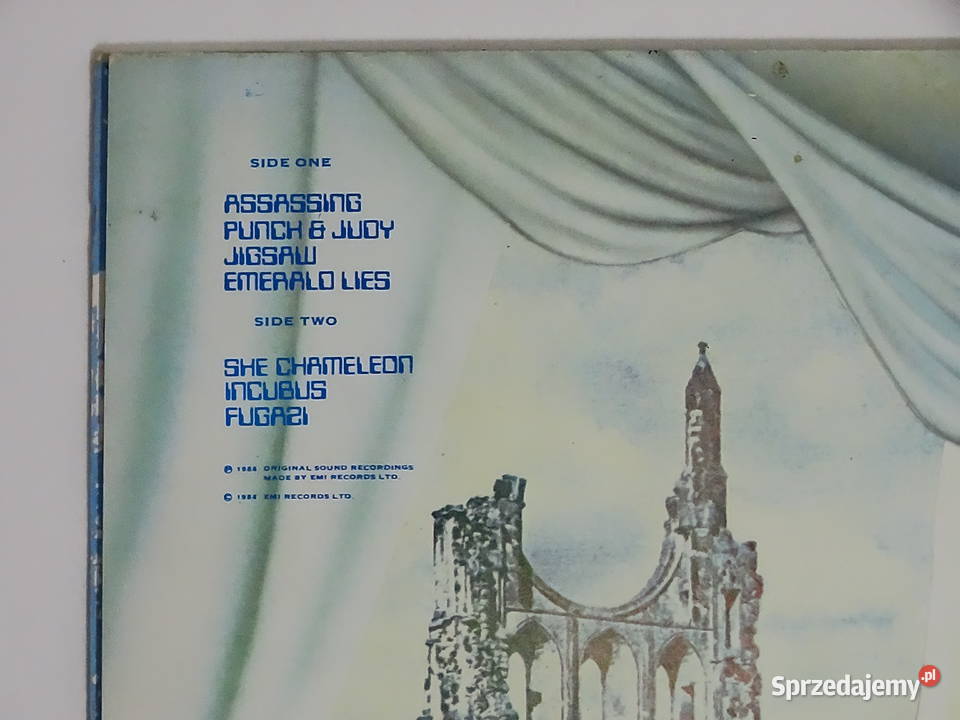 SIDE ONE
ASSASSING
PUNCH & JUDY
JIGSAW
EMERALD LIES
SIDE TWO
SHE CHAMELEON
INCUBUS
FUGAZI
℗ 1984 ORIGINAL SOUND RECORDINGS
MADE BY EMI RECORDS LTD.
© 1984 EMI RECORDS LTD.
Sprzedajemy.pl